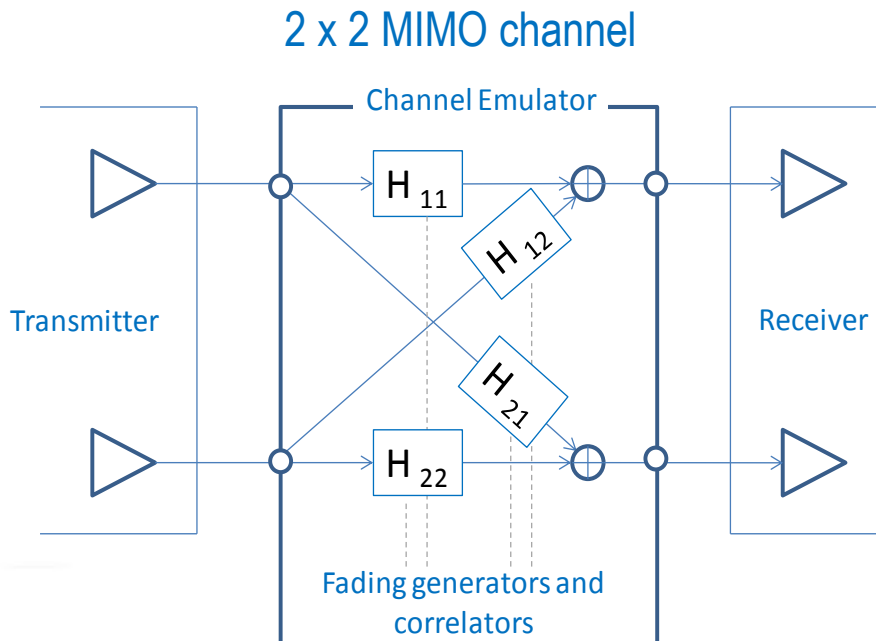 2 x 2 MIMO channel
Channel Emulator
H 11
H 12
Transmitter
Receiver
H 21
H 22
Fading generators and
correlators